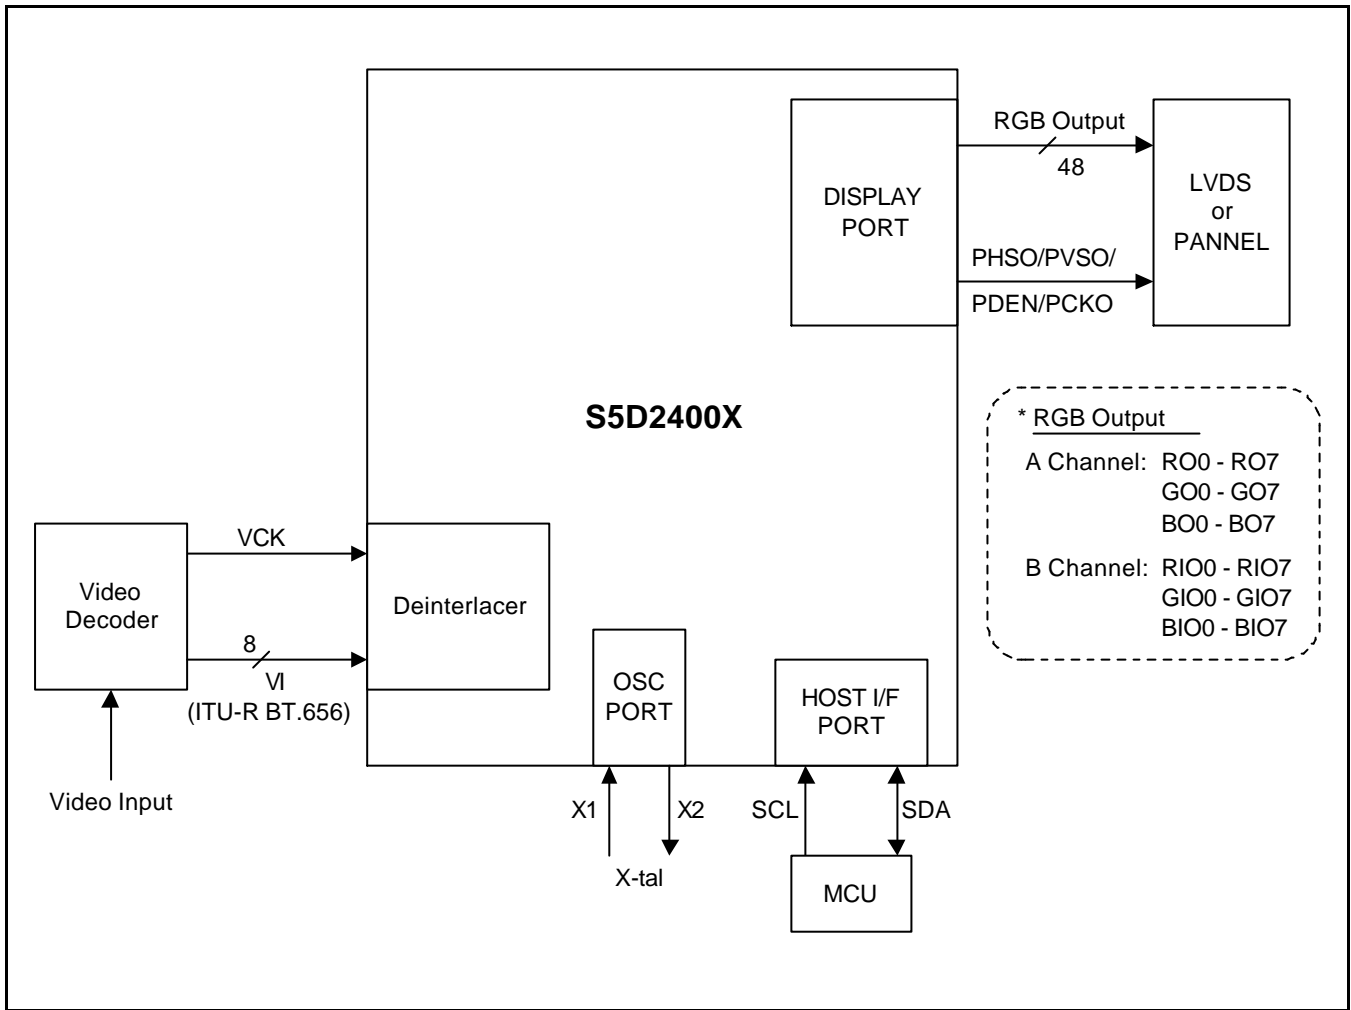 RGB Output
48
DISPLAY
PORT
LVDS
or
PANNEL
PHSO/PVSO/
PDEN/PCKO
S5D2400X
* RGB Output
A Channel: RO0 - RO7
GO0 - GO7
BO0 - BO7
B Channel: RIO0 - RIO7
GIO0 - GIO7
BIO0 - BIO7
VCK
Video
Decoder
Deinterlacer
8
VI
(ITU-R BT.656)
Video Input
OSC
PORT
HOST I/F
PORT
X1
X2
SCL
SDA
X-tal
MCU